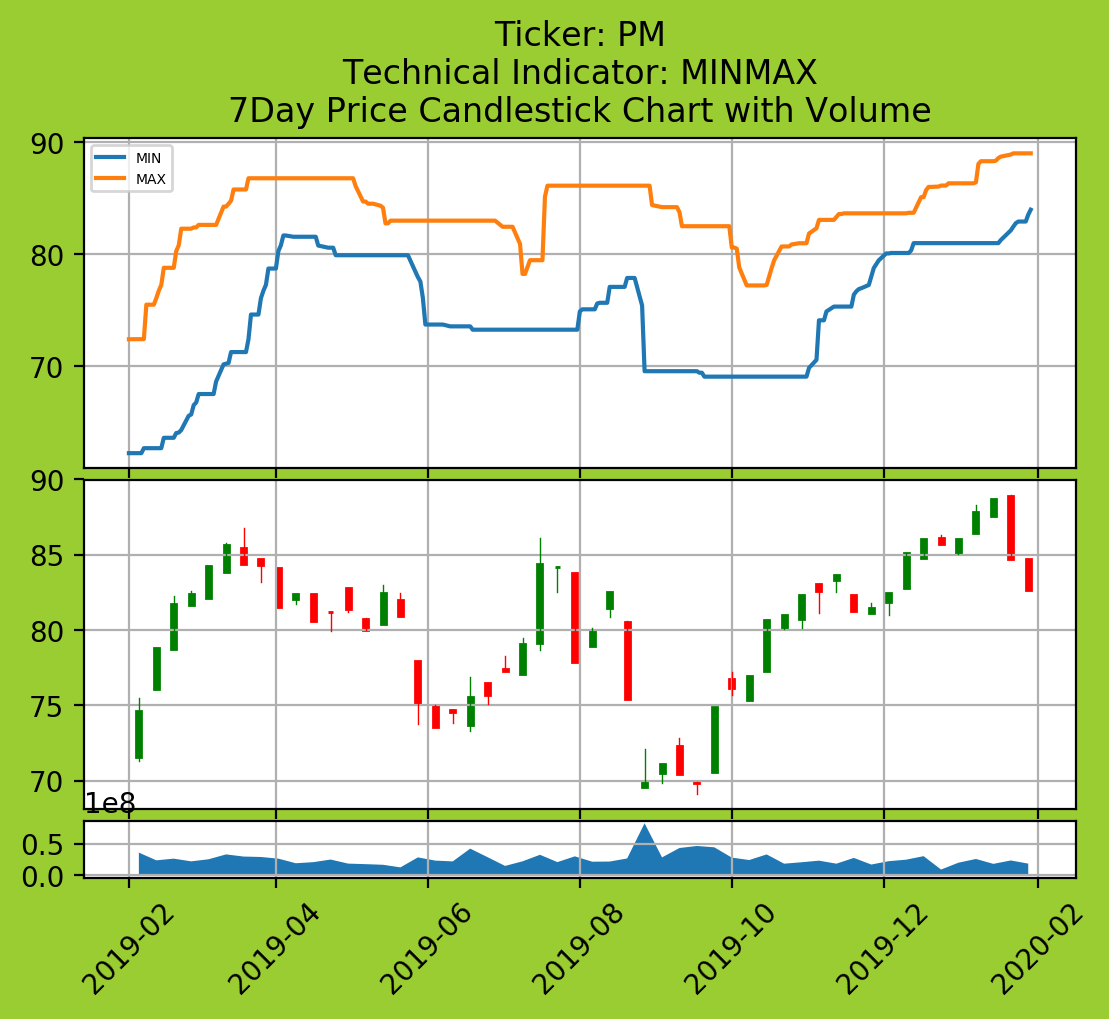 Ticker: PM
Technical Indicator: MINMAX
7Day Price Candlestick Chart with Volume
90
80
70
MIN
MAX
90
85
80
75
70
1e8
0.5
0.0
2019-02
2019-04
2019-06
2019-08
2019-10
2019-12
2020-02